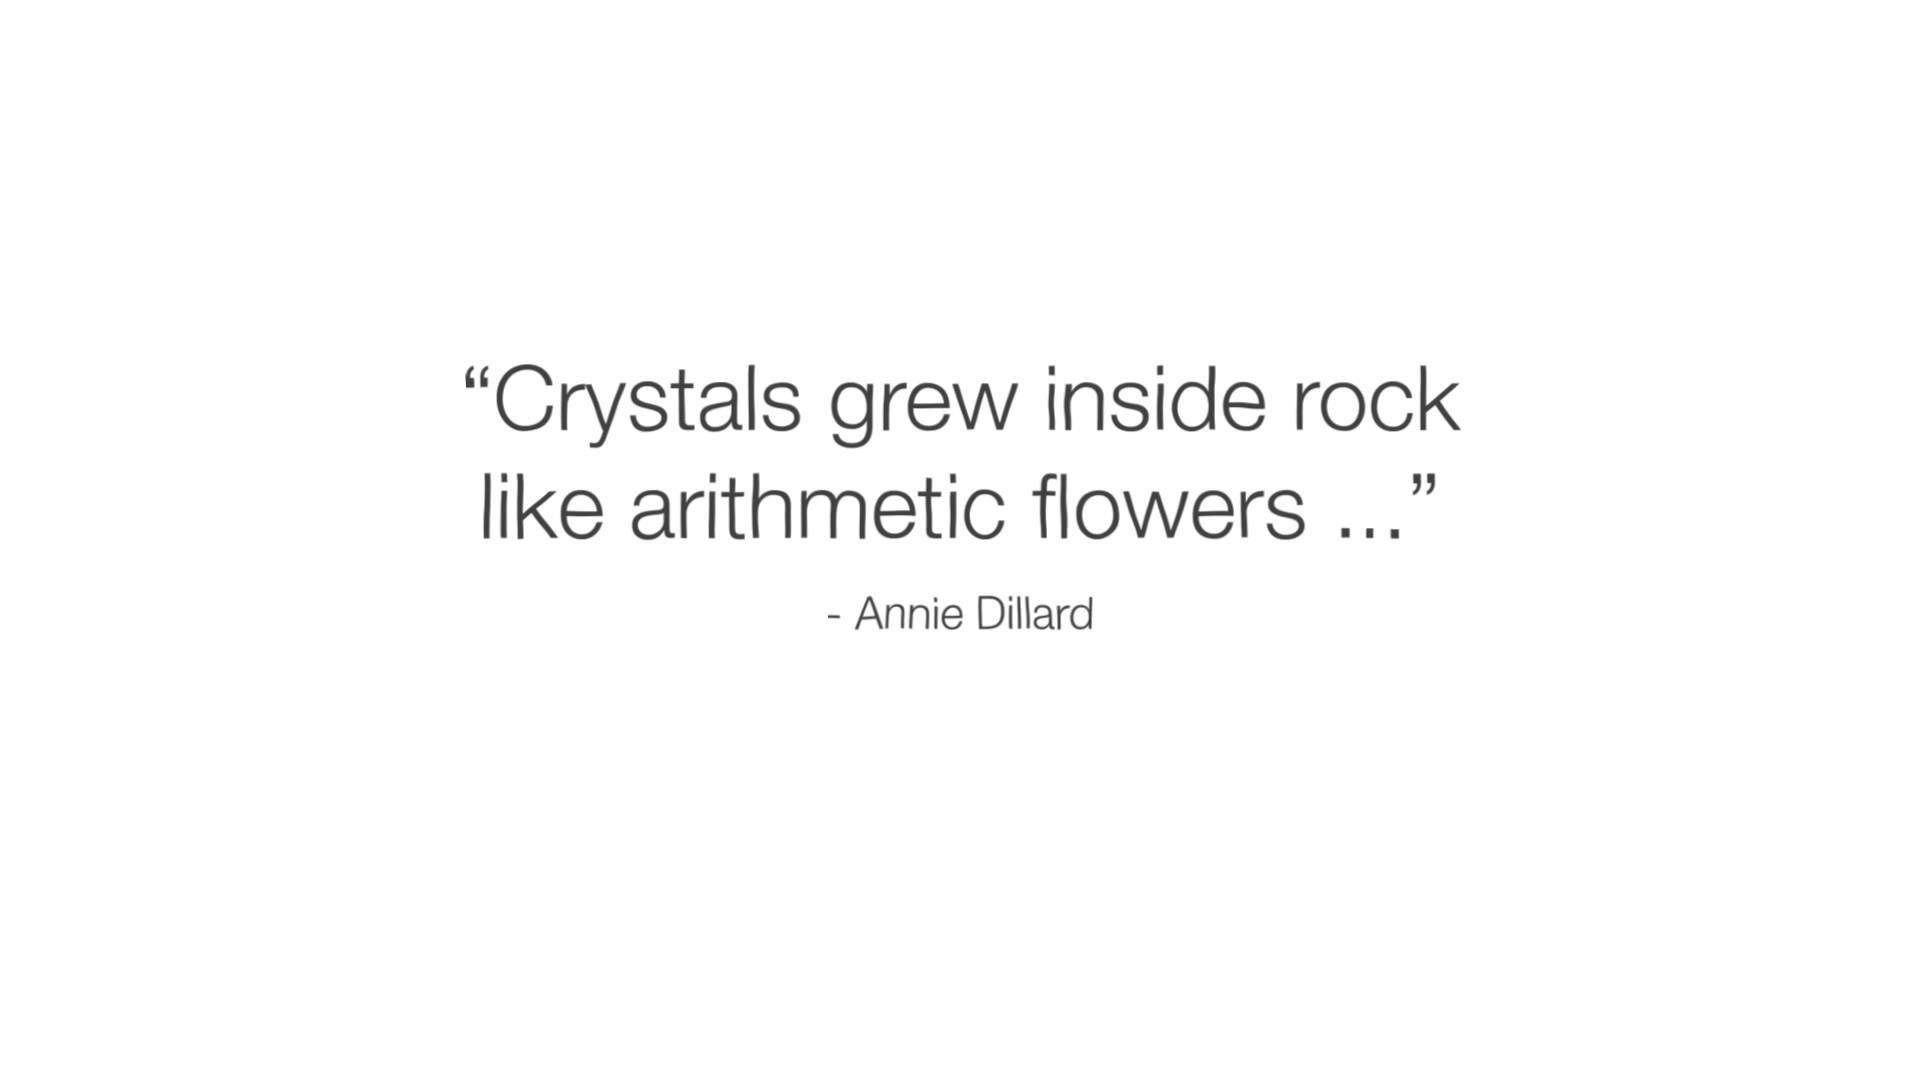 “Crystals grew inside rock
like arithmetic flowers ...”
- Annie Dillard